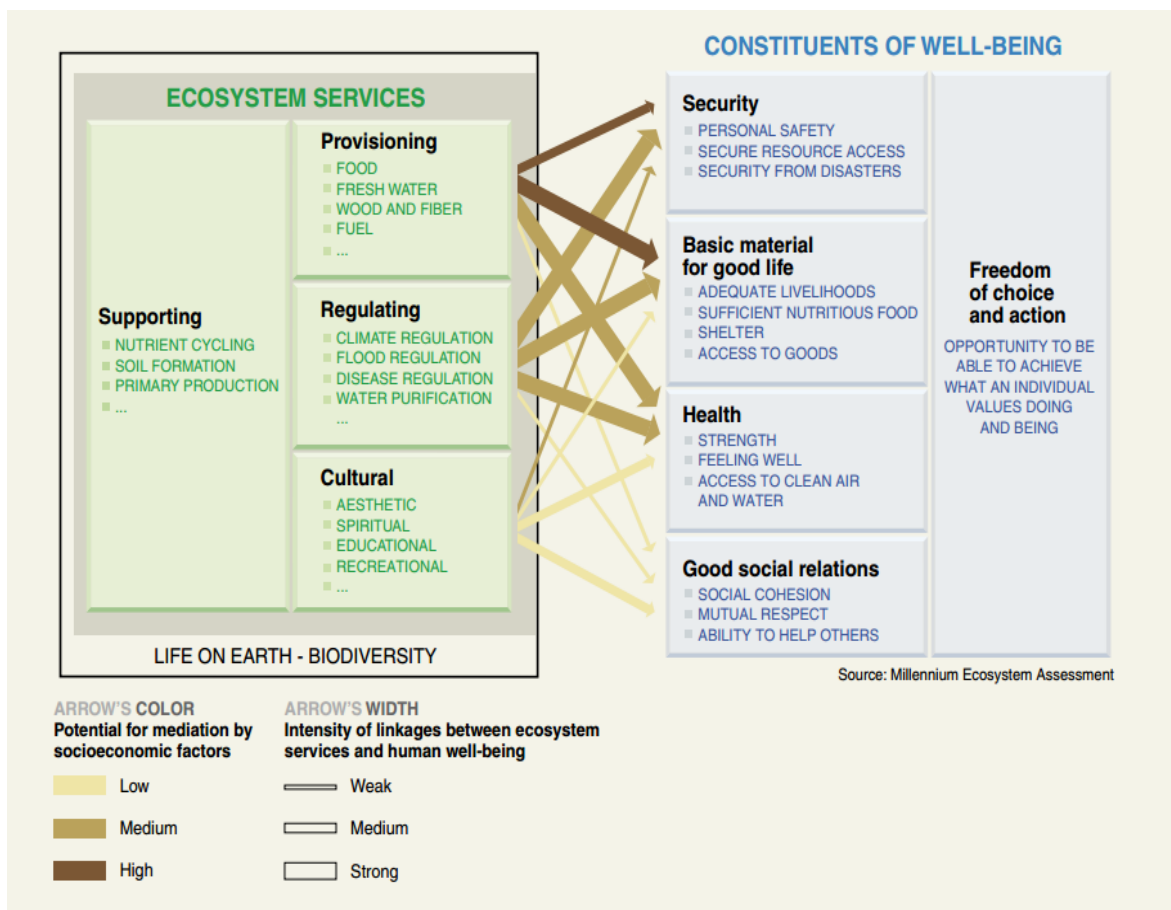 CONSTITUENTS OF WELL-BEING
ECOSYSTEM SERVICES
Supporting
NUTRIENT CYCLING
SOIL FORMATION
PRIMARY PRODUCTION
...
Provisioning
FOOD
FRESH WATER
WOOD AND FIBER
FUEL
...
Regulating
CLIMATE REGULATION
FLOOD REGULATION
DISEASE REGULATION
WATER PURIFICATION
...
Cultural
AESTHETIC
SPIRITUAL
EDUCATIONAL
RECREATIONAL
...
LIFE ON EARTH - BIODIVERSITY
Security
PERSONAL SAFETY
SECURE RESOURCE ACCESS
SECURITY FROM DISASTERS
Basic material
for good life
ADEQUATE LIVELIHOODS
SUFFICIENT NUTRITIOUS FOOD
SHELTER
ACCESS TO GOODS
Health
STRENGTH
FEELING WELL
ACCESS TO CLEAN AIR
AND WATER
Good social relations
SOCIAL COHESION
MUTUAL RESPECT
ABILITY TO HELP OTHERS
Freedom
of choice
and action
OPPORTUNITY TO BE
ABLE TO ACHIEVE
WHAT AN INDIVIDUAL
VALUES DOING
AND BEING
Source: Millennium Ecosystem Assessment
ARROW'S COLOR
Potential for mediation by
socioeconomic factors
Low
Medium
High
ARROW'S WIDTH
Intensity of linkages between ecosystem
services and human well-being
Weak
Medium
Strong